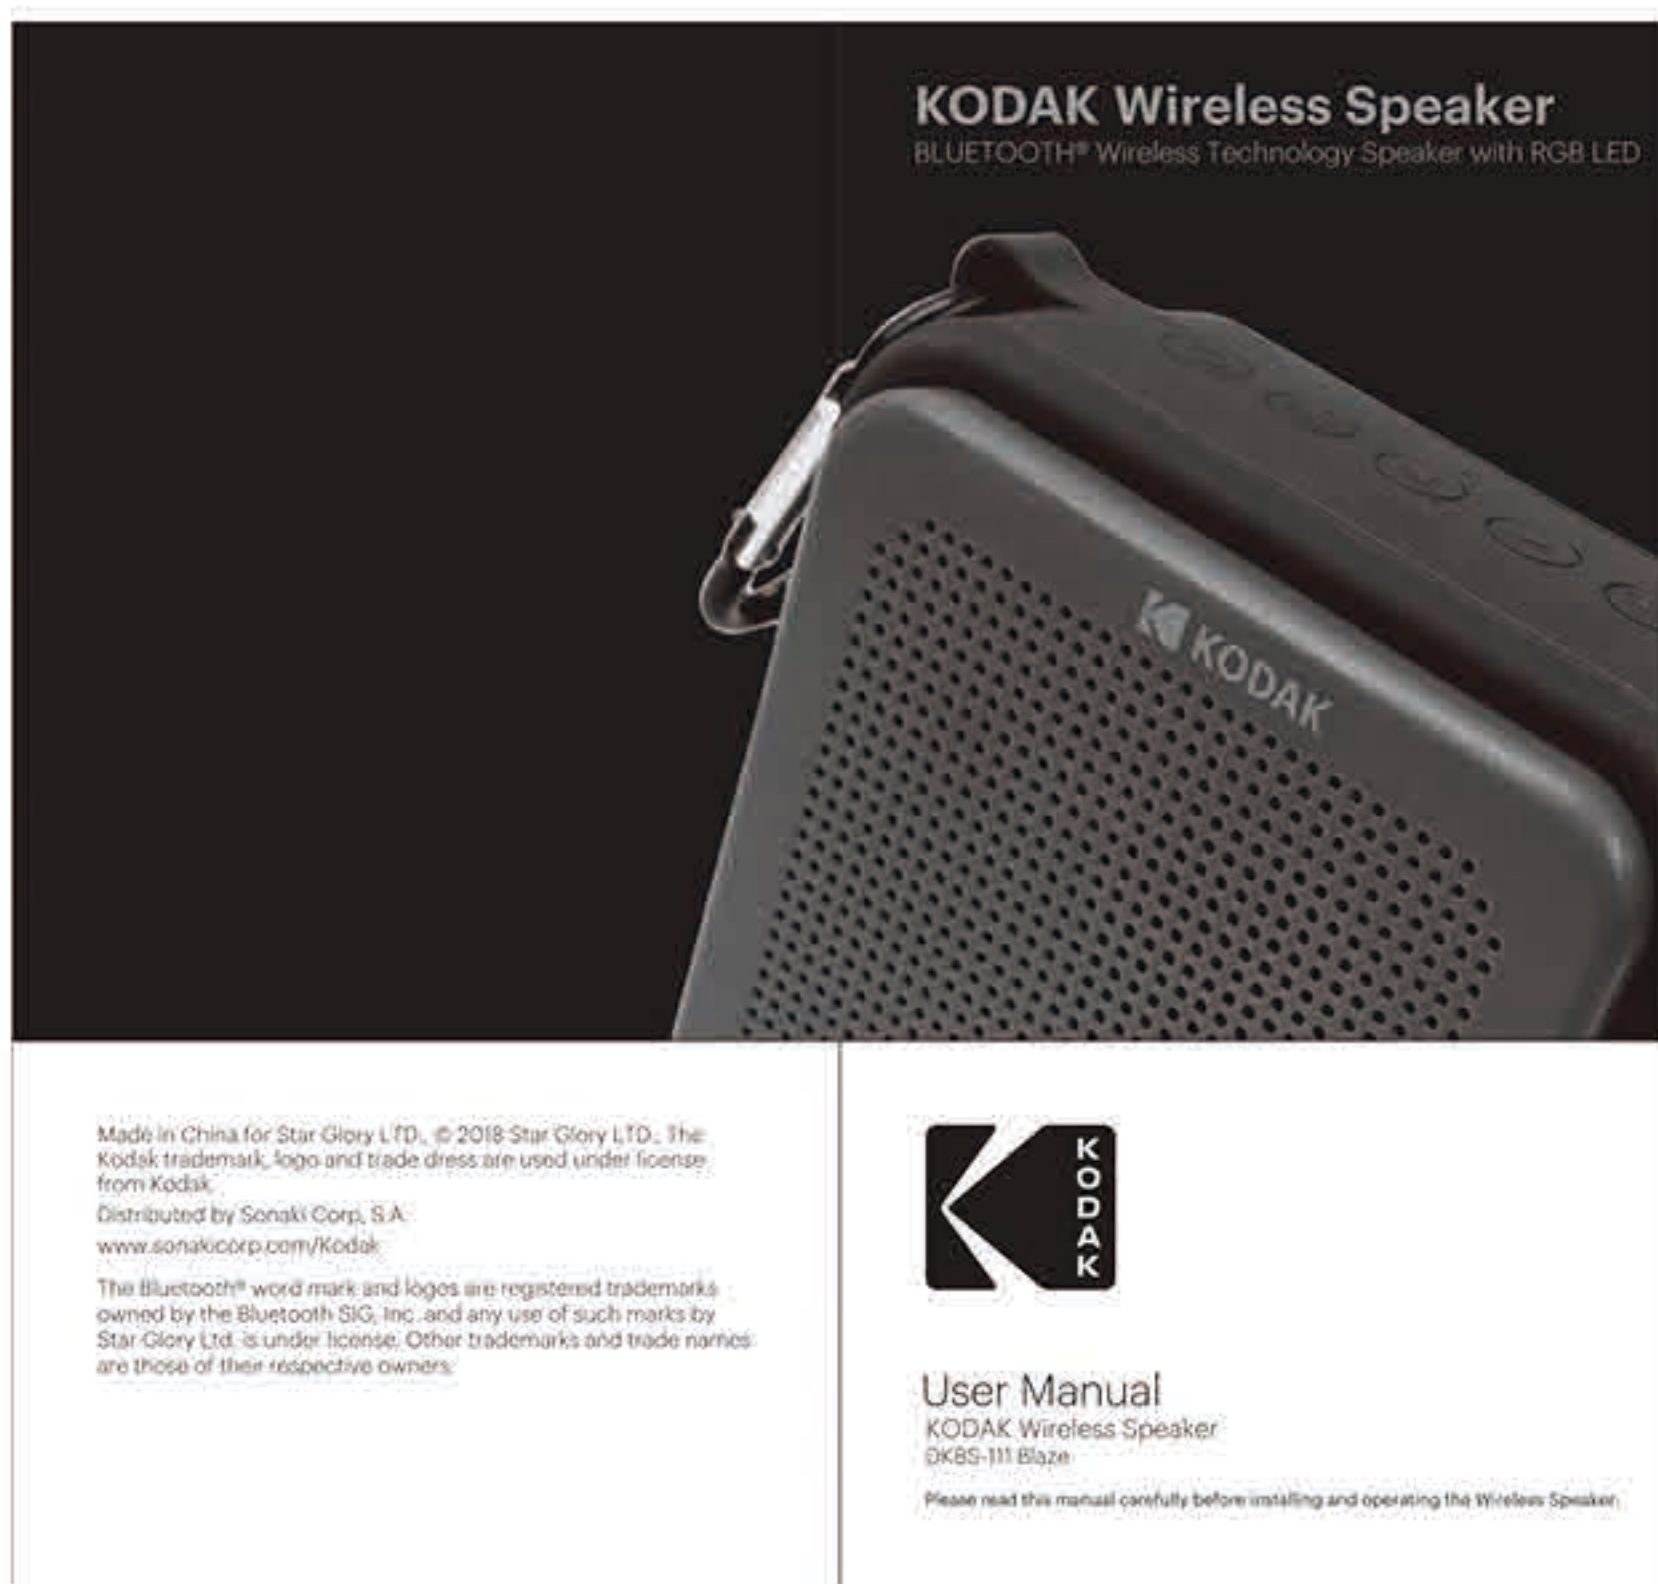 KODAK Wireless Speaker
BLUETOOTH® Wireless Technology Speaker with RGB LED
KODAK
Made in China for Star Glory LTD., © 2018 Star Glory LTD., The
Kodak trademark, logo and trade dress are used under license
from Kodak.
Distributed by Sonaki Corp, S.A.
www.sonakicorp.com/Kodak
The Bluetooth® word mark and logos are registered trademarks
owned by the Bluetooth SIG, Inc. and any use of such marks by
Star Glory Ltd. is under license. Other trademarks and trade names
are those of their respective owners.
KODAK
User Manual
KODAK Wireless Speaker
DKBS-111 Blaze
Please read this manual carefully before installing and operating the Wireless Speaker.